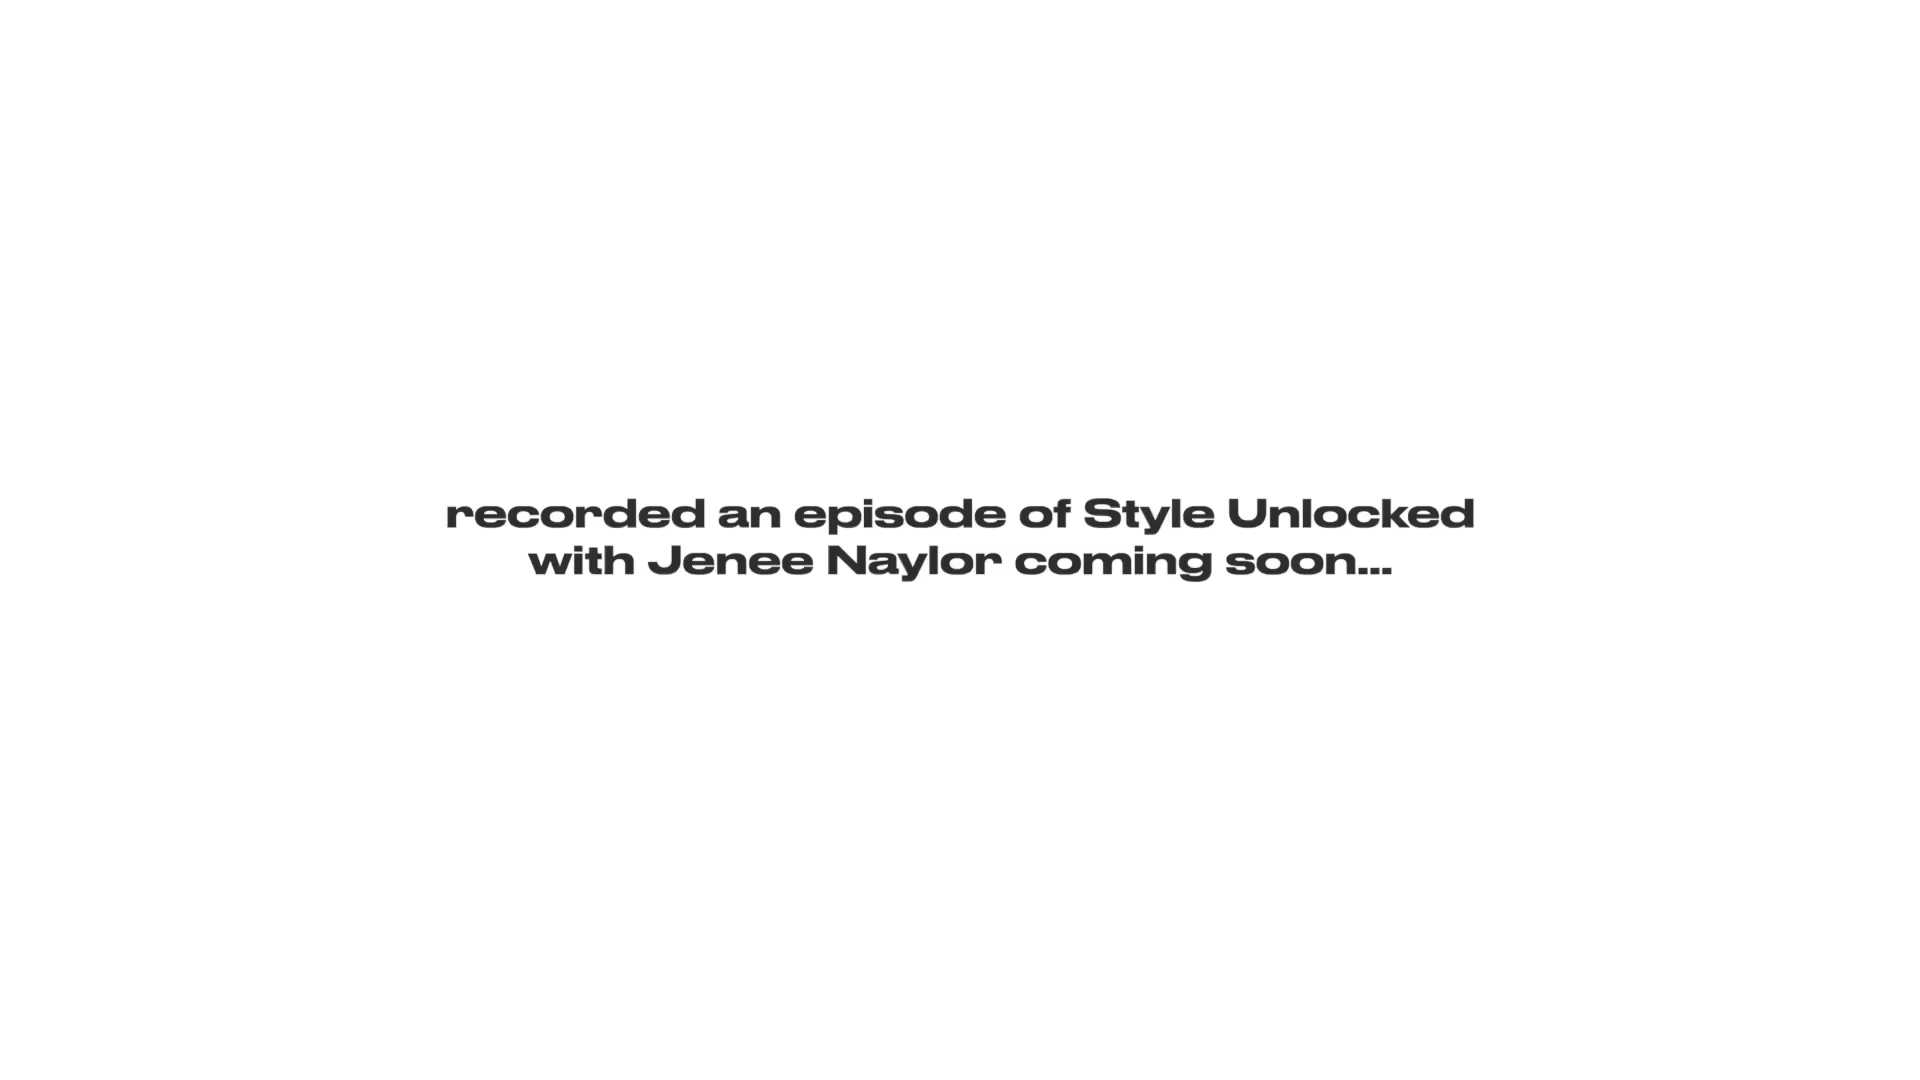 recorded an episode of Style Unlocked
with Jenee Naylor coming soon...